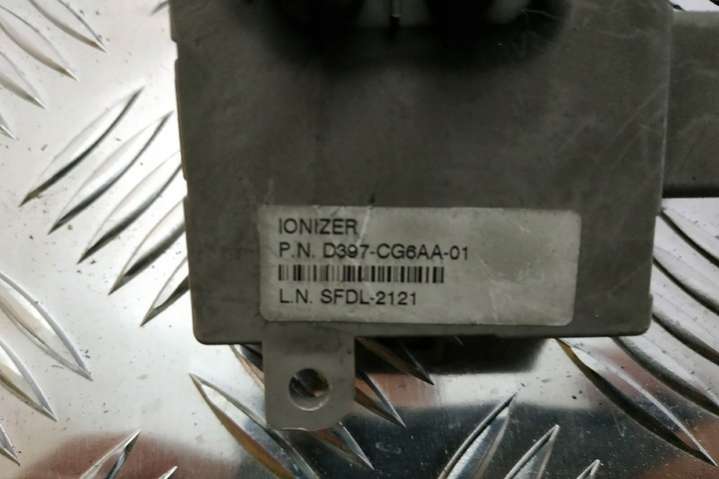 IONIZER
P.N. D397-CG6AA-01
L.N. SFDL-2121